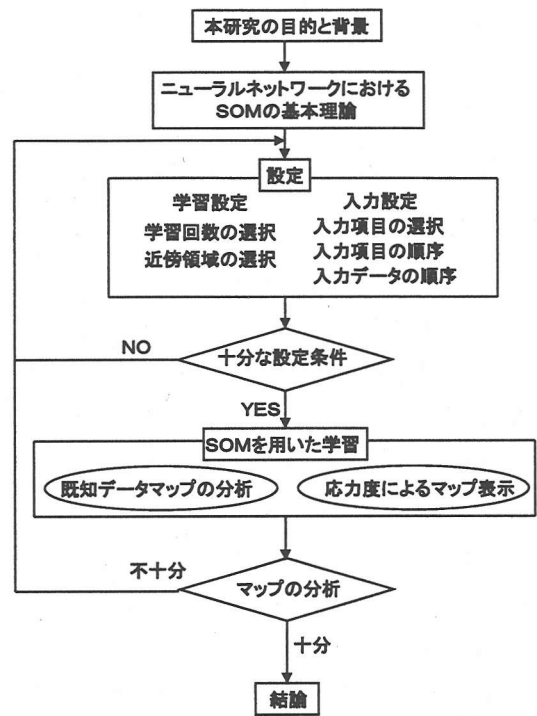 本研究の目的と背景
ニューラルネットワークにおける
SOMの基本理論
設定
学習設定
学習回数の選択
近傍領域の選択
入力設定
入力項目の選択
入力項目の順序
入力データの順序
十分な設定条件
NO
YES
SOMを用いた学習
既知データマップの分析
応力度によるマップ表示
マップの分析
不十分
十分
結論